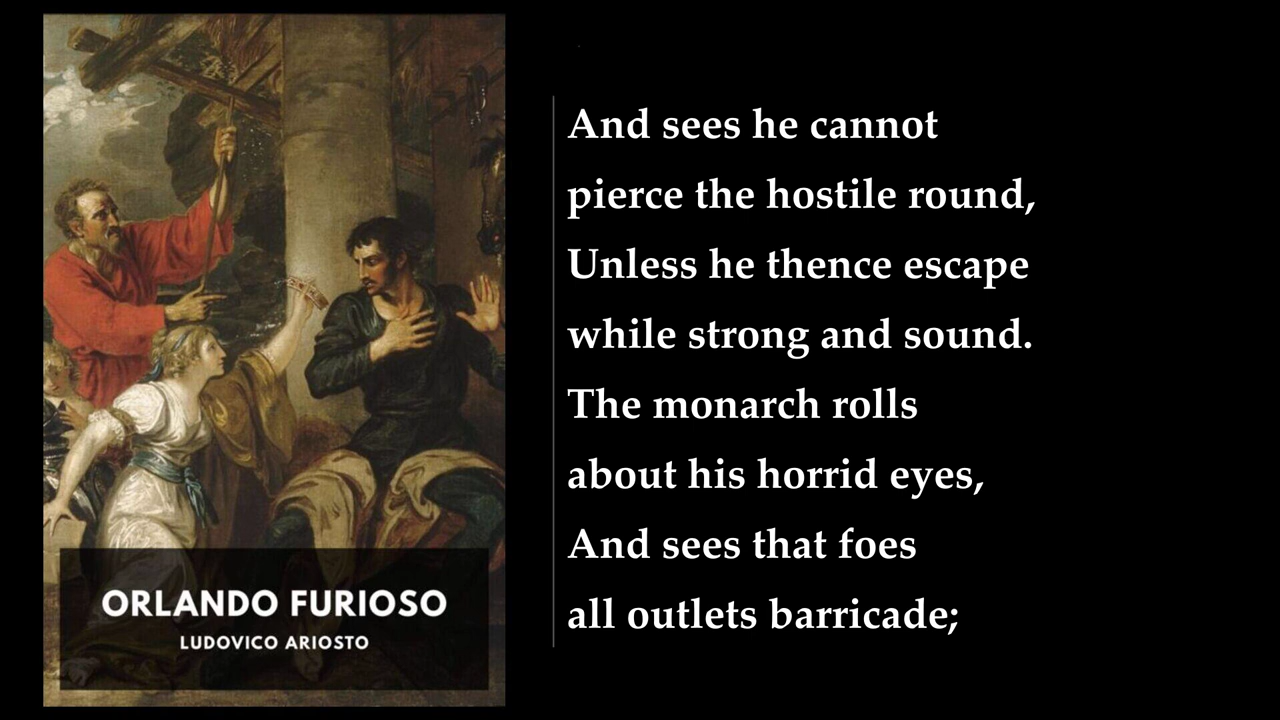 ORLANDO FURIOSO
LUDOVICO ARIOSTO
And sees he cannot
pierce the hostile round,
Unless he thence escape
while strong and sound.
The monarch rolls
about his horrid eyes,
And sees that foes
all outlets barricade;